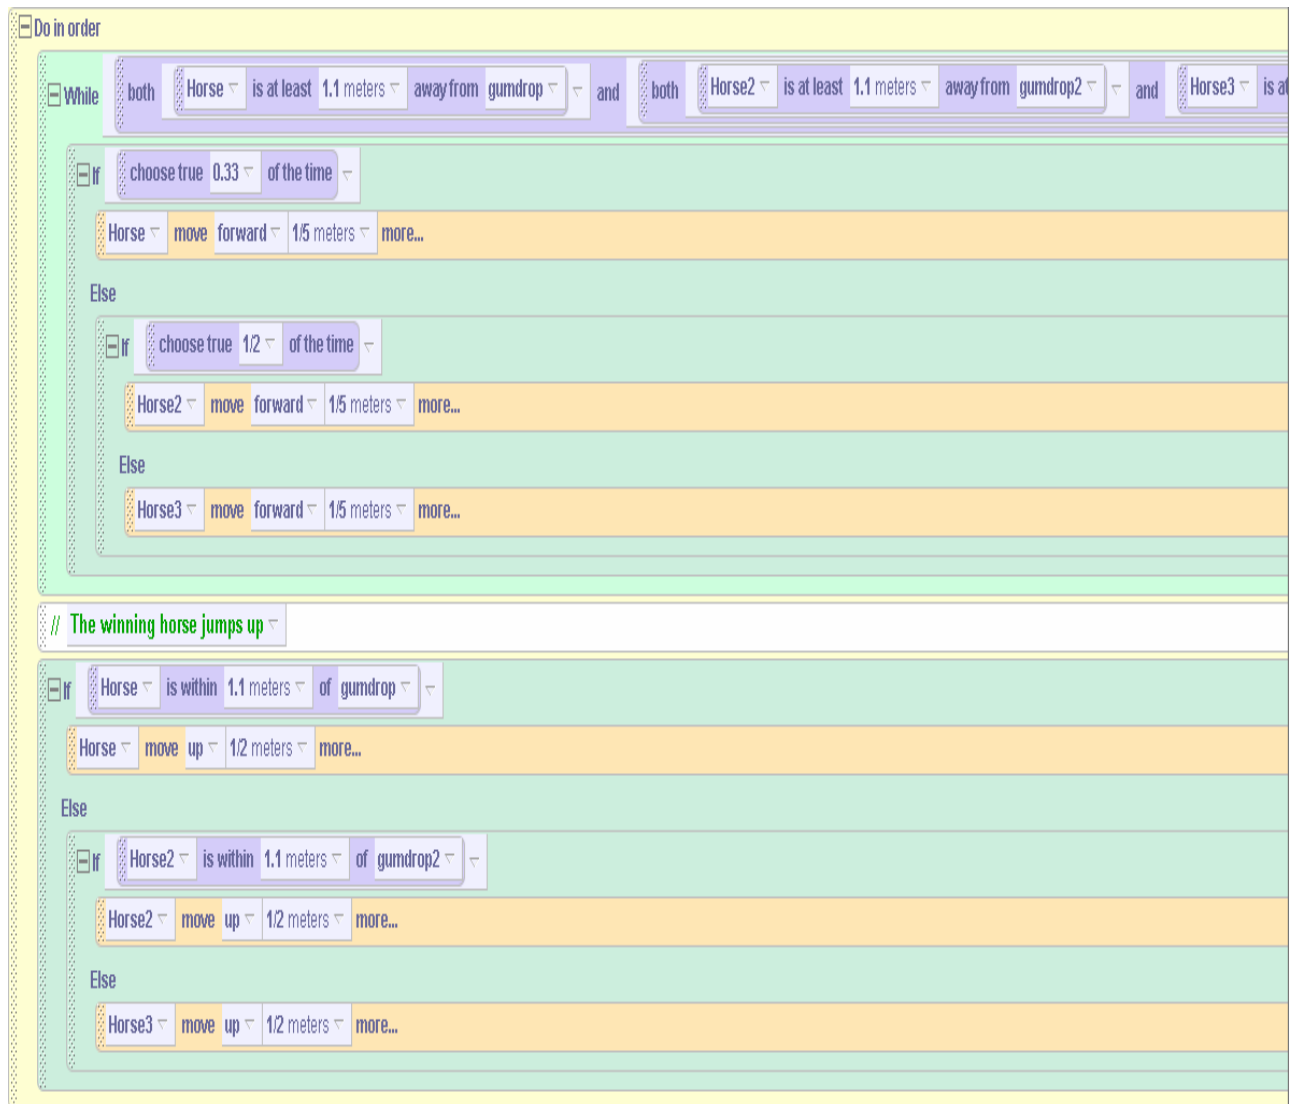 Do in order
While both Horse is at least 1.1 meters away from gumdrop and both Horse2 is at least 1.1 meters away from gumdrop2 and Horse3 is at
If choose true 0.33 of the time
Horse move forward 1/5 meters more...
Else
If choose true 1/2 of the time
Horse2 move forward 1/5 meters more...
Else
Horse3 move forward 1/5 meters more...
// The winning horse jumps up
If Horse is within 1.1 meters of gumdrop
Horse move up 1/2 meters more...
Else
If Horse2 is within 1.1 meters of gumdrop2
Horse2 move up 1/2 meters more...
Else
Horse3 move up 1/2 meters more...